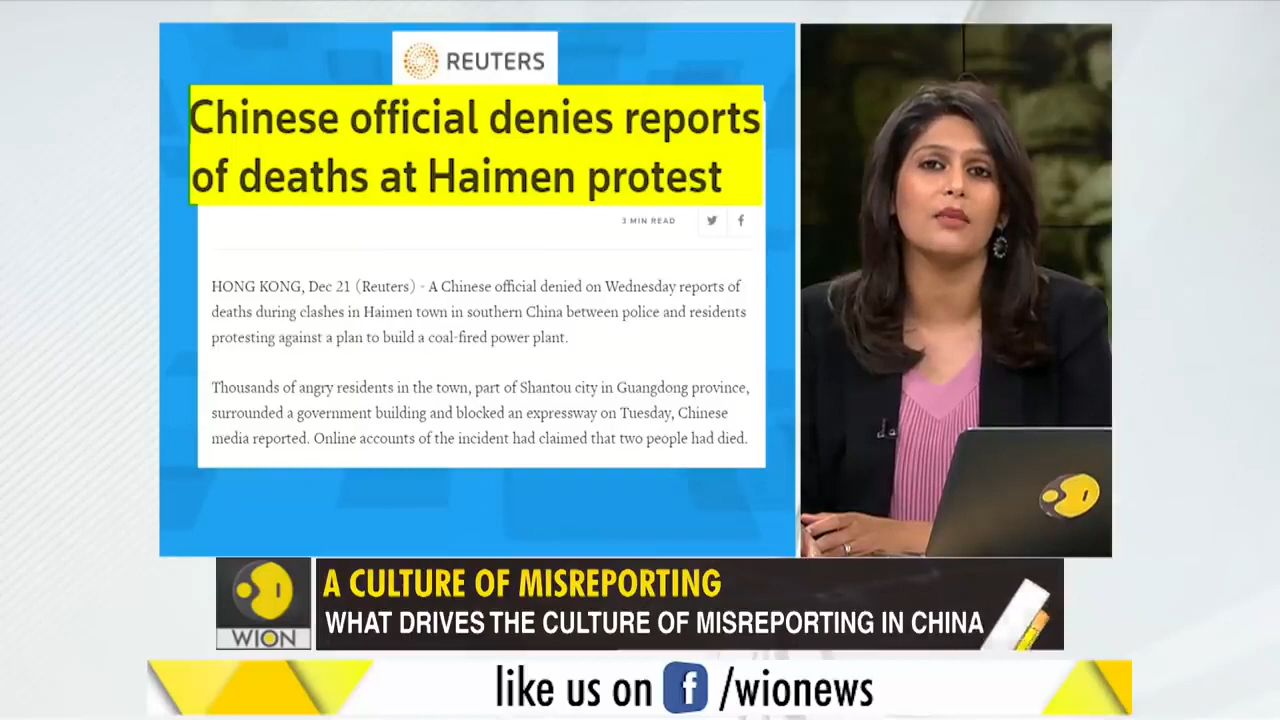 REUTERS
Chinese official denies reports
of deaths at Haimen protest
3 MIN READ
HONG KONG, Dec 21 (Reuters) - A Chinese official denied on Wednesday reports of
deaths during clashes in Haimen town in southern China between police and residents
protesting against a plan to build a coal-fired power plant.
Thousands of angry residents in the town, part of Shantou city in Guangdong province,
surrounded a government building and blocked an expressway on Tuesday, Chinese
media reported. Online accounts of the incident had claimed that two people had died.
A CULTURE OF MISREPORTING
WHAT DRIVES THE CULTURE OF MISREPORTING IN CHINA
WION
like us on f /wionews